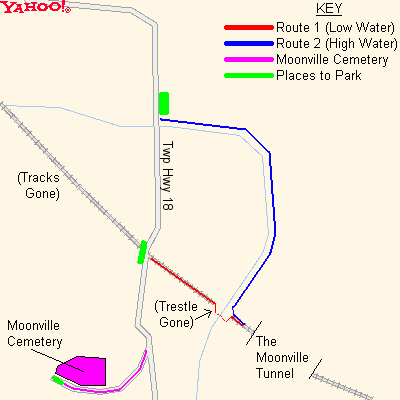 YAHOO!
KEY
Route 1 (Low Water)
Route 2 (High Water)
Moonville Cemetery
Places to Park
Twp Hwy 18
(Tracks
Gone)
(Trestle
Gone)
Moonville
Cemetery
The
Moonville
Tunnel